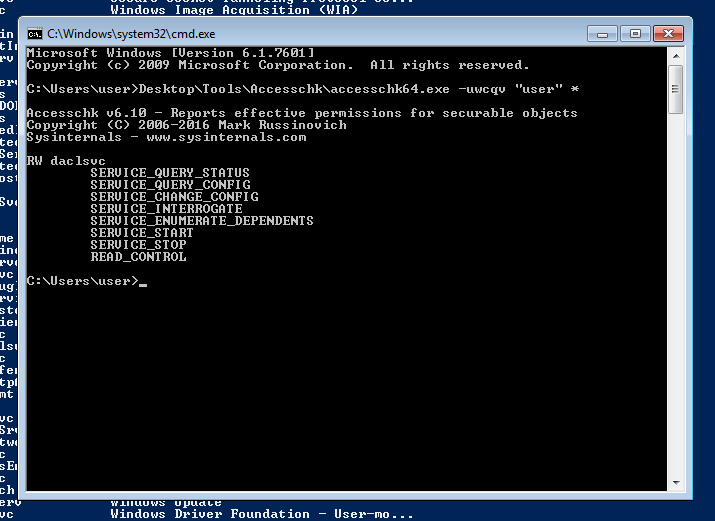 Windows Image Acquisition (WIA)
C:\Windows\system32\cmd.exe
Microsoft Windows [Version 6.1.7601]
Copyright (c) 2009 Microsoft Corporation.  All rights reserved.
C:\Users\user>Desktop\Tools\Accesschk\accesschk64.exe -uwcqv "user" *
Accesschk v6.10 - Reports effective permissions for securable objects
Copyright (C) 2006-2016 Mark Russinovich
Sysinternals - www.sysinternals.com
RW daclsvc
SERVICE_QUERY_STATUS
SERVICE_QUERY_CONFIG
SERVICE_CHANGE_CONFIG
SERVICE_INTERROGATE
SERVICE_ENUMERATE_DEPENDENTS
SERVICE_START
SERVICE_STOP
READ_CONTROL
C:\Users\user>_
Windows Update
Windows Driver Foundation - User-mo...